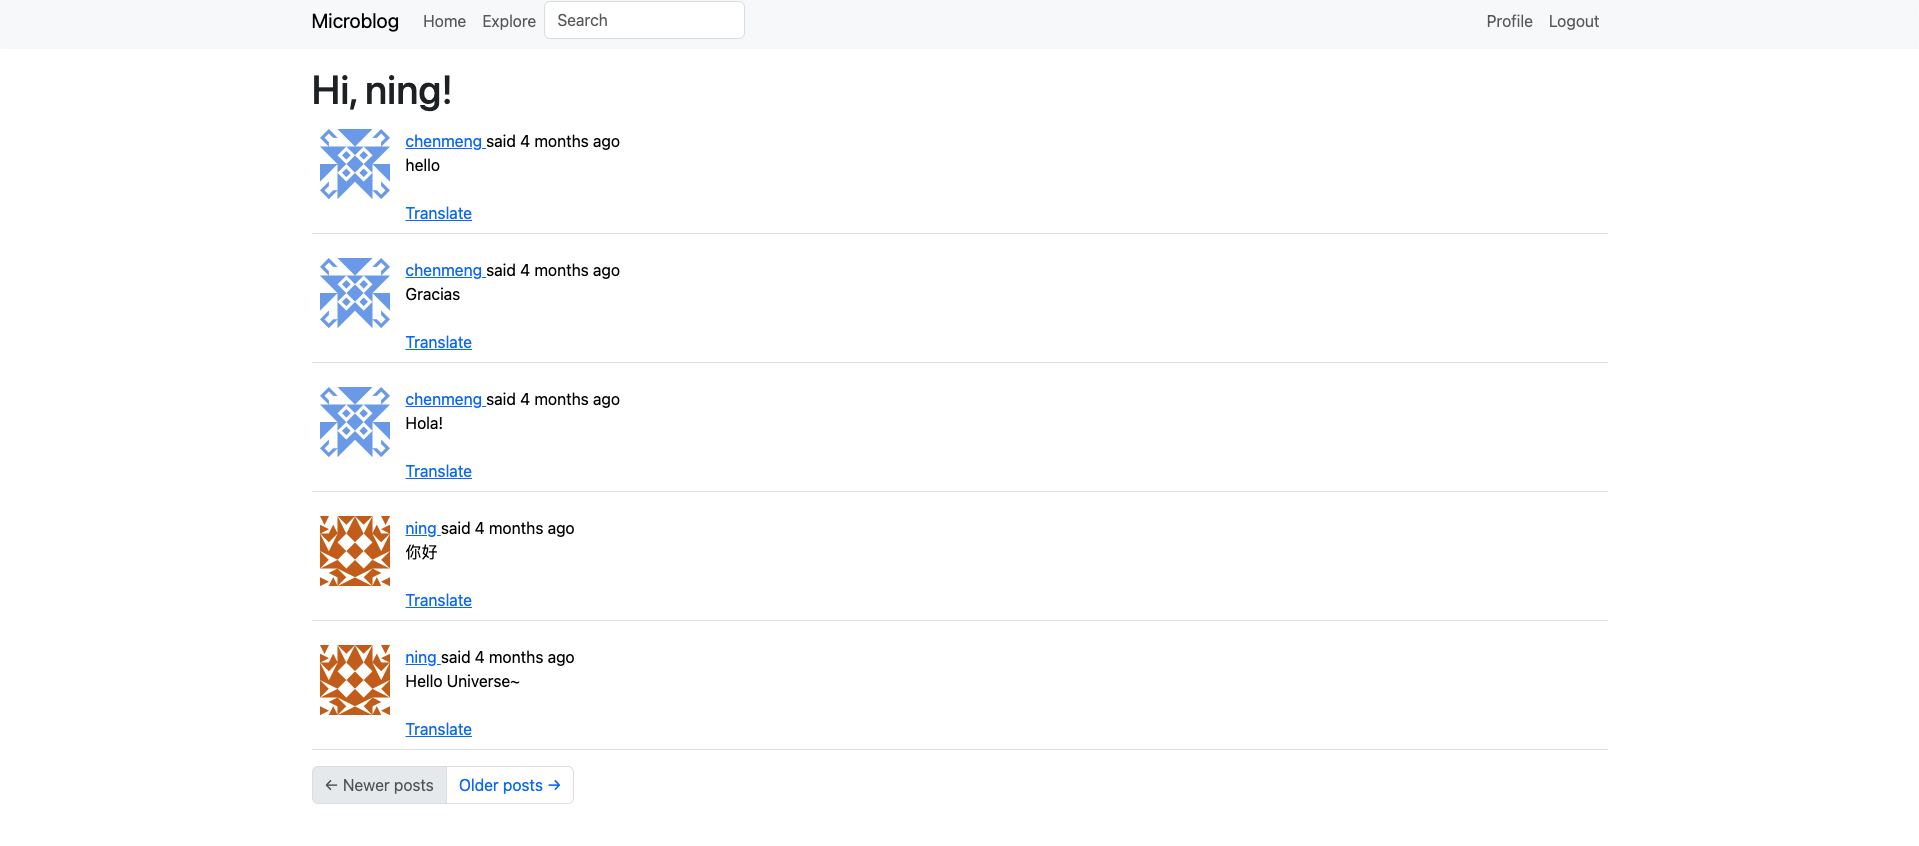 Microblog Home Explore Search Profile Logout
Hi, ning!
chenmeng said 4 months ago
hello
Translate
chenmeng said 4 months ago
Gracias
Translate
chenmeng said 4 months ago
Hola!
Translate
ning said 4 months ago
你好
Translate
ning said 4 months ago
Hello Universe~
Translate
← Newer posts Older posts →